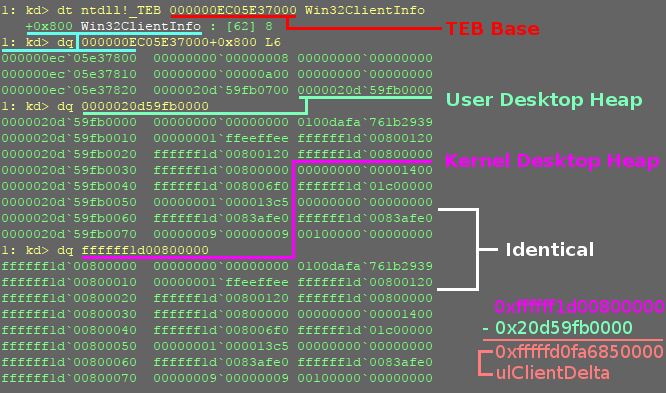 1: kd> dt ntdll!_TEB 000000EC05E37000 Win32ClientInfo
+0x800 Win32ClientInfo : [62] 8
TEB Base
1: kd> dq 000000EC05E37000+0x800 L6
000000ec`05e37800 00000000`00000008 00000000`00000000
000000ec`05e37810 00000000`00000a00 00000000`00000000
000000ec`05e37820 0000020d`59fb0700 0000020d`59fb0000
User Desktop Heap
1: kd> dq 0000020d59fb0000
0000020d`59fb0000 00000000`00000000 0100dafa`761b2939
0000020d`59fb0010 00000001`ffeeffee ffffff1d`00800120
0000020d`59fb0020 ffffff1d`00800120 ffffff1d`00800000
Kernel Desktop Heap
0000020d`59fb0030 ffffff1d`00800000 00000000`00001400
0000020d`59fb0040 ffffff1d`008006f0 ffffff1d`01c00000
0000020d`59fb0050 00000001`000013c5 00000000`00000000
0000020d`59fb0060 ffffff1d`0083afe0 ffffff1d`0083afe0
0000020d`59fb0070 00000009`00000009 00100000`00000000
1: kd> dq ffffff1d00800000
Identical
ffffff1d`00800000 00000000`00000000 0100dafa`761b2939
ffffff1d`00800010 00000001`ffeeffee ffffff1d`00800120
ffffff1d`00800020 ffffff1d`00800120 ffffff1d`00800000
ffffff1d`00800030 ffffff1d`00800000 00000000`00001400
ffffff1d`00800040 ffffff1d`008006f0 ffffff1d`01c00000
ffffff1d`00800050 00000001`000013c5 00000000`00000000
ffffff1d`00800060 ffffff1d`0083afe0 ffffff1d`0083afe0
ffffff1d`00800070 00000009`00000009 00100000`00000000
0xffffff1d00800000
- 0x20d59fb0000
0xfffffd0fa6850000
ulClientDelta